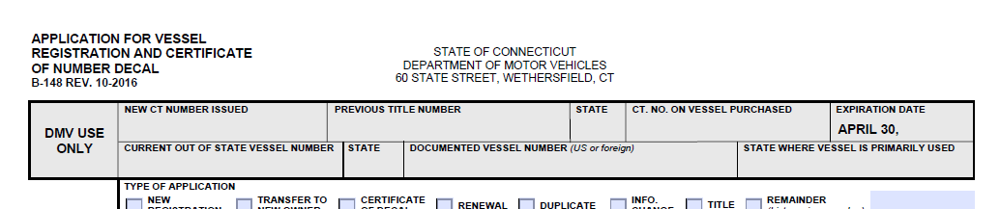 APPLICATION FOR VESSEL
REGISTRATION AND CERTIFICATE
OF NUMBER DECAL
B-148 REV. 10-2016
STATE OF CONNECTICUT
DEPARTMENT OF MOTOR VEHICLES
60 STATE STREET, WETHERSFIELD, CT
DMV USE
ONLY
NEW CT NUMBER ISSUED
PREVIOUS TITLE NUMBER
STATE
CT. NO. ON VESSEL PURCHASED
EXPIRATION DATE
APRIL 30,
CURRENT OUT OF STATE VESSEL NUMBER
STATE
DOCUMENTED VESSEL NUMBER (US or foreign)
STATE WHERE VESSEL IS PRIMARILY USED
TYPE OF APPLICATION
NEW
REGISTRATION
TRANSFER TO
NEW OWNER
CERTIFICATE
OF DECAL
RENEWAL
DUPLICATE
INFO.
CHANGE
TITLE
REMAINDER